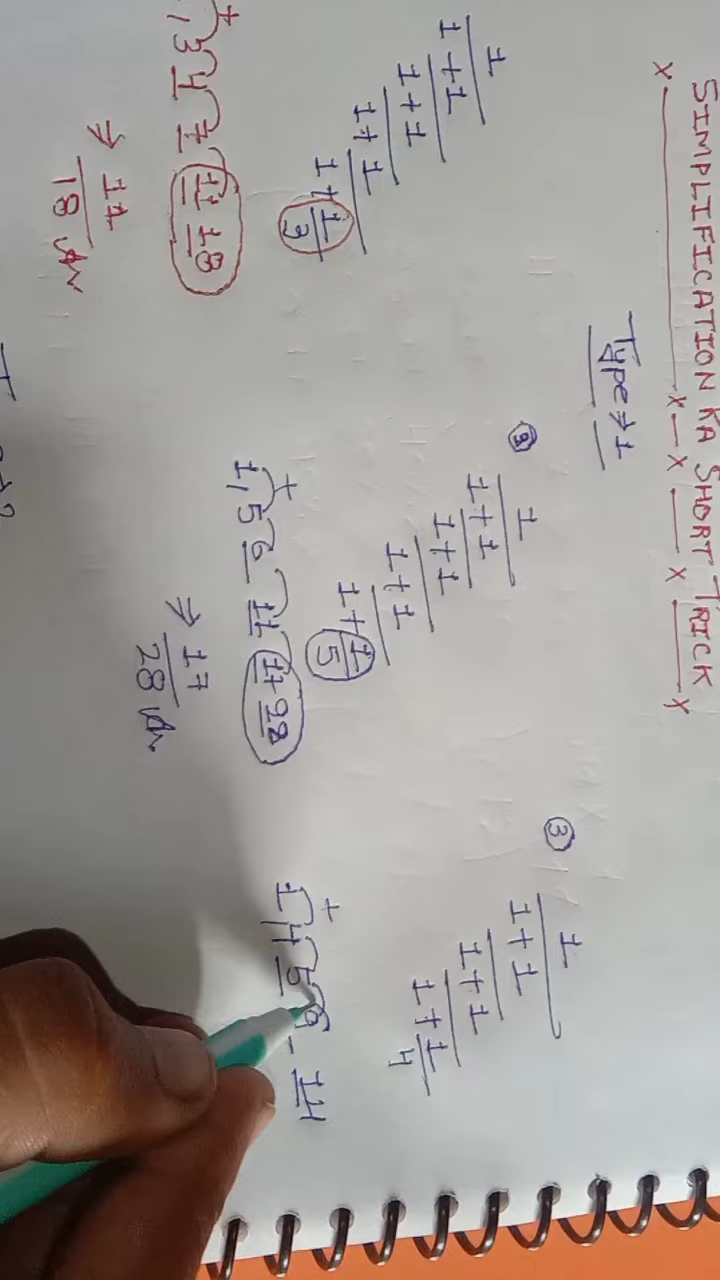 SIMPLIFICATION KA SHORT TRICK
x x x x x
Type → 1
1
1 + 1
1 + 1
1 + 1
1 + 1
3
+
1, 3 4 7 11 18
⇒ 11
18
②
1
1 + 1
1 + 1
1 + 1
1 + 1
5
+
1, 5 6 11 17 28
⇒ 17
28
③
1
1 + 1
1 + 1
1 + 1
4
+
1, 4 5 9 - 14